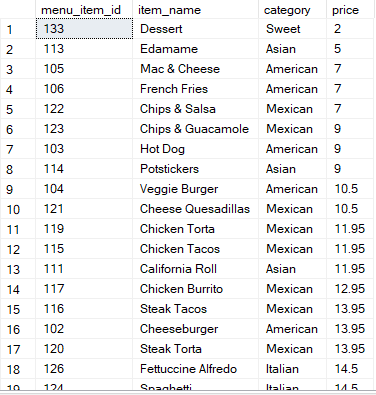 menu_item_id item_name category price
1 133 Dessert Sweet 2
2 113 Edamame Asian 5
3 105 Mac & Cheese American 7
4 106 French Fries American 7
5 122 Chips & Salsa Mexican 7
6 123 Chips & Guacamole Mexican 9
7 103 Hot Dog American 9
8 114 Potstickers Asian 9
9 104 Veggie Burger American 10.5
10 121 Cheese Quesadillas Mexican 10.5
11 119 Chicken Torta Mexican 11.95
12 115 Chicken Tacos Mexican 11.95
13 111 California Roll Asian 11.95
14 117 Chicken Burrito Mexican 12.95
15 116 Steak Tacos Mexican 13.95
16 102 Cheeseburger American 13.95
17 120 Steak Torta Mexican 13.95
18 126 Fettuccine Alfredo Italian 14.5
19 124 Spaghetti Italian 14.5